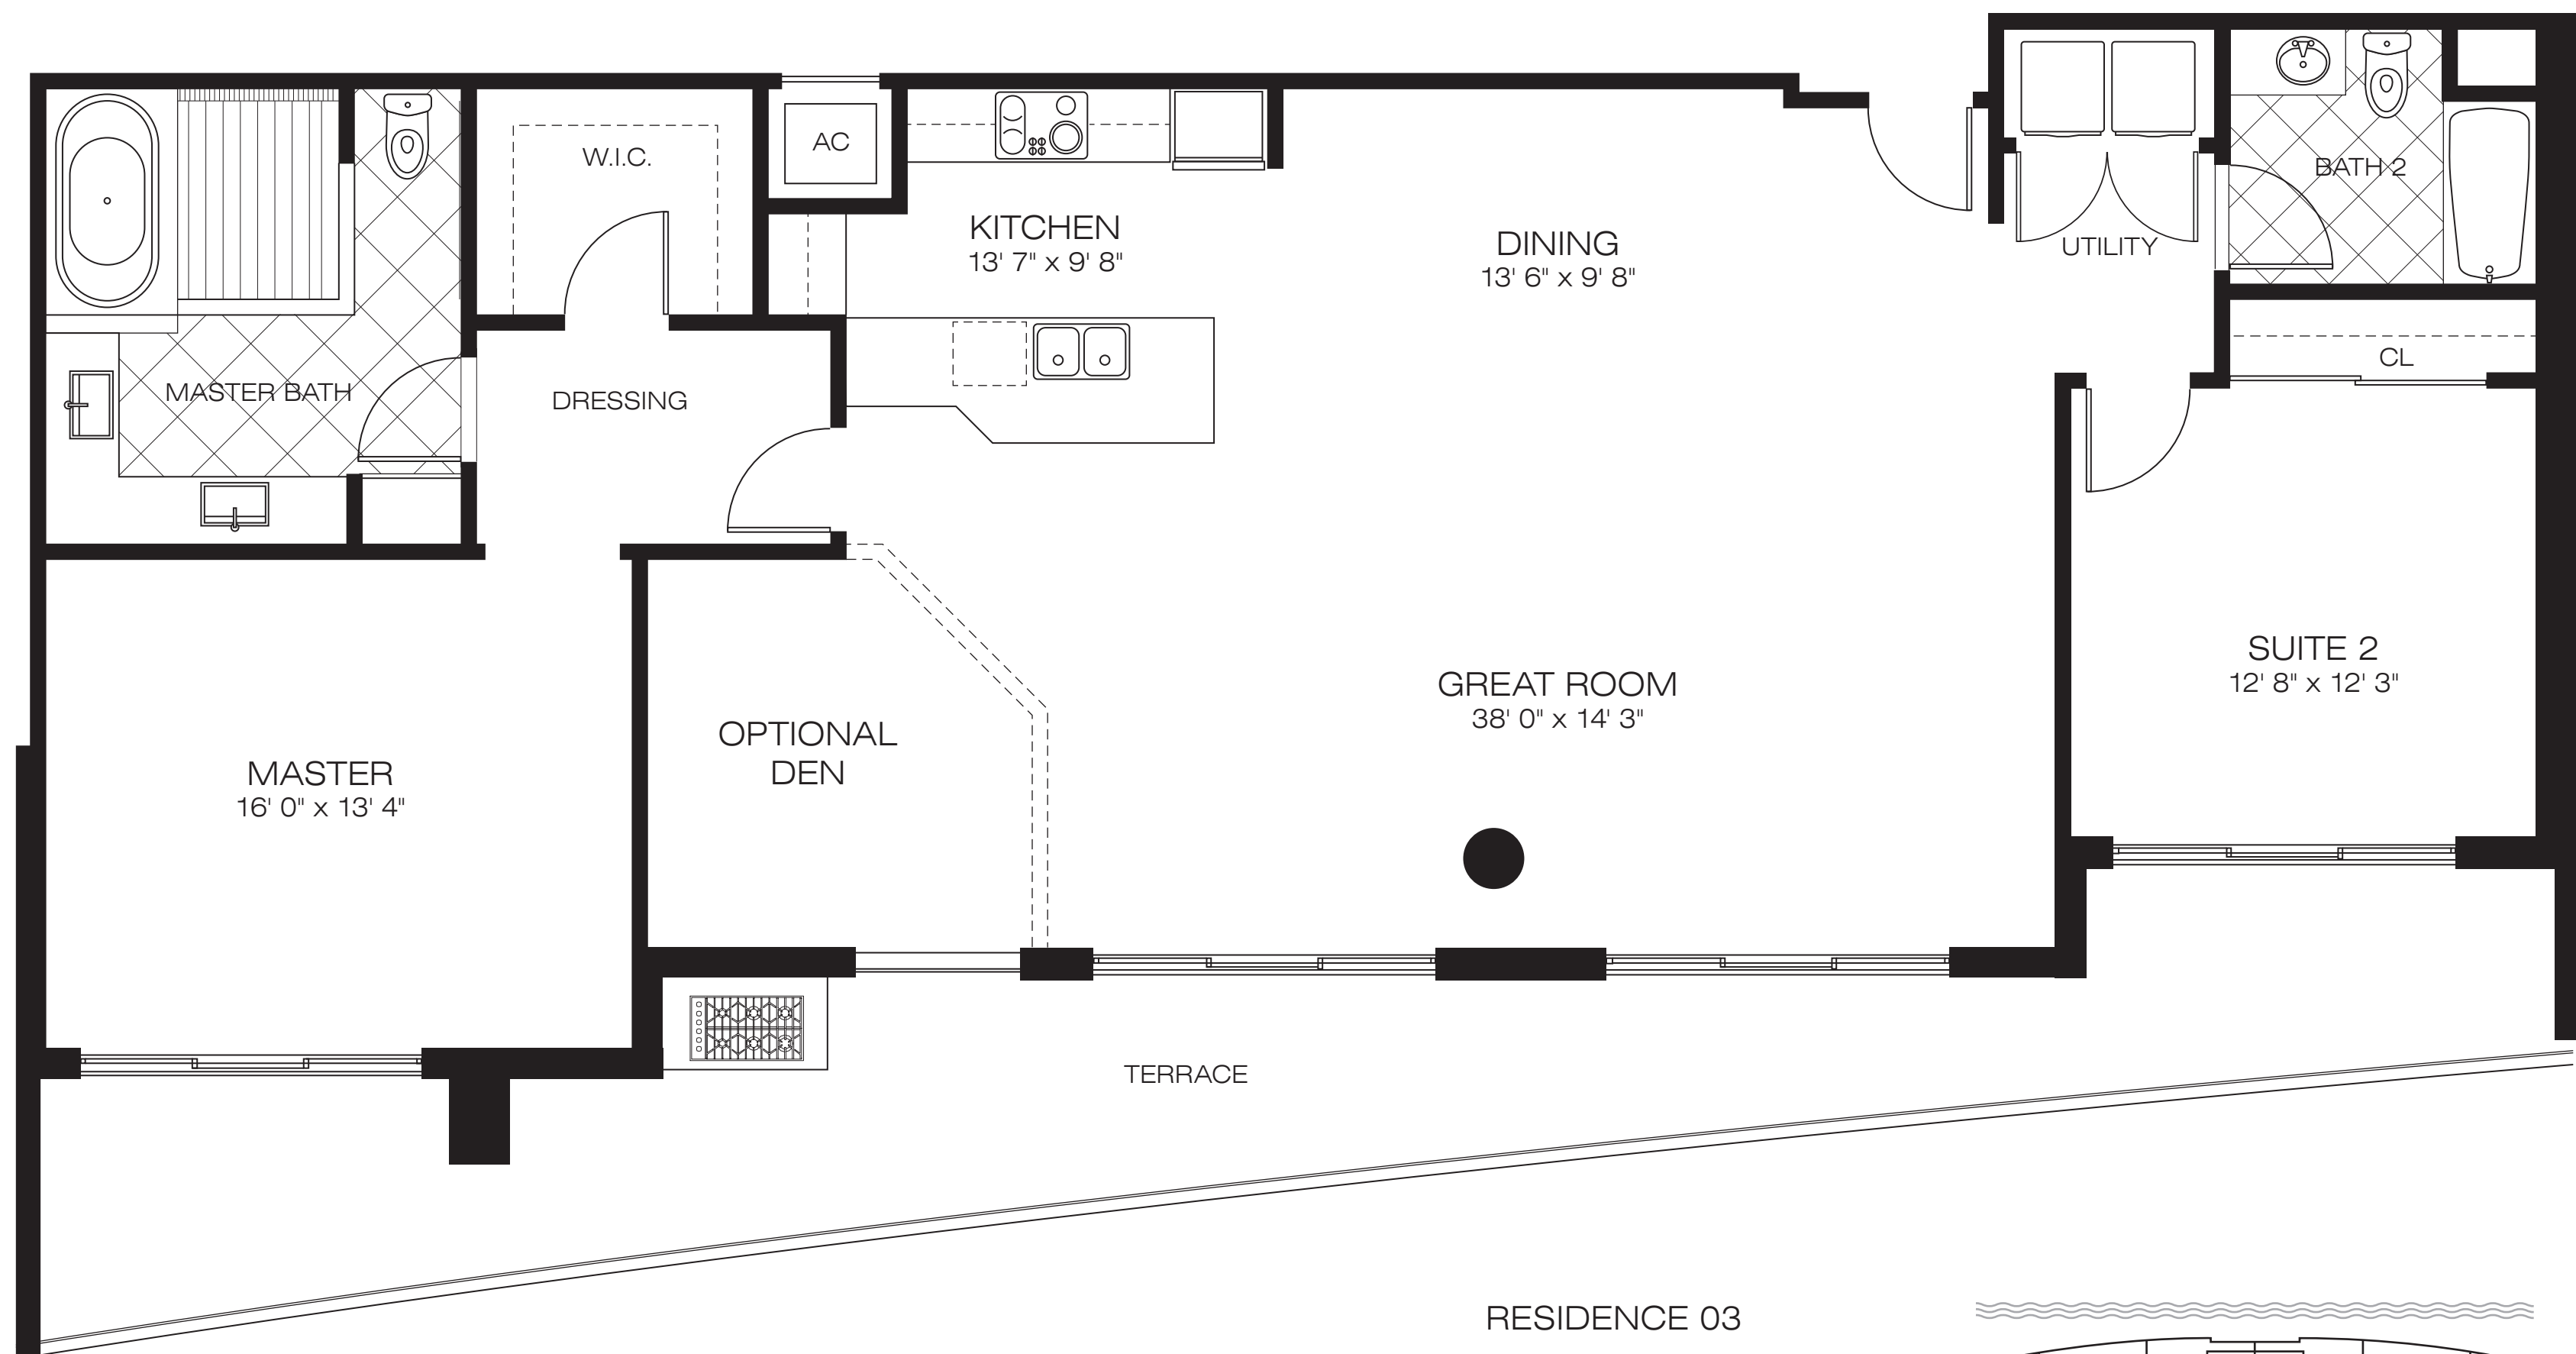 AC
W.I.C.
BATH 2
KITCHEN
13' 7" x 9' 8"
DINING
13' 6" x 9' 8"
UTILITY
CL
MASTER BATH
DRESSING
SUITE 2
12' 8" x 12' 3"
GREAT ROOM
38' 0" x 14' 3"
OPTIONAL
DEN
MASTER
16' 0" x 13' 4"
TERRACE
RESIDENCE 03